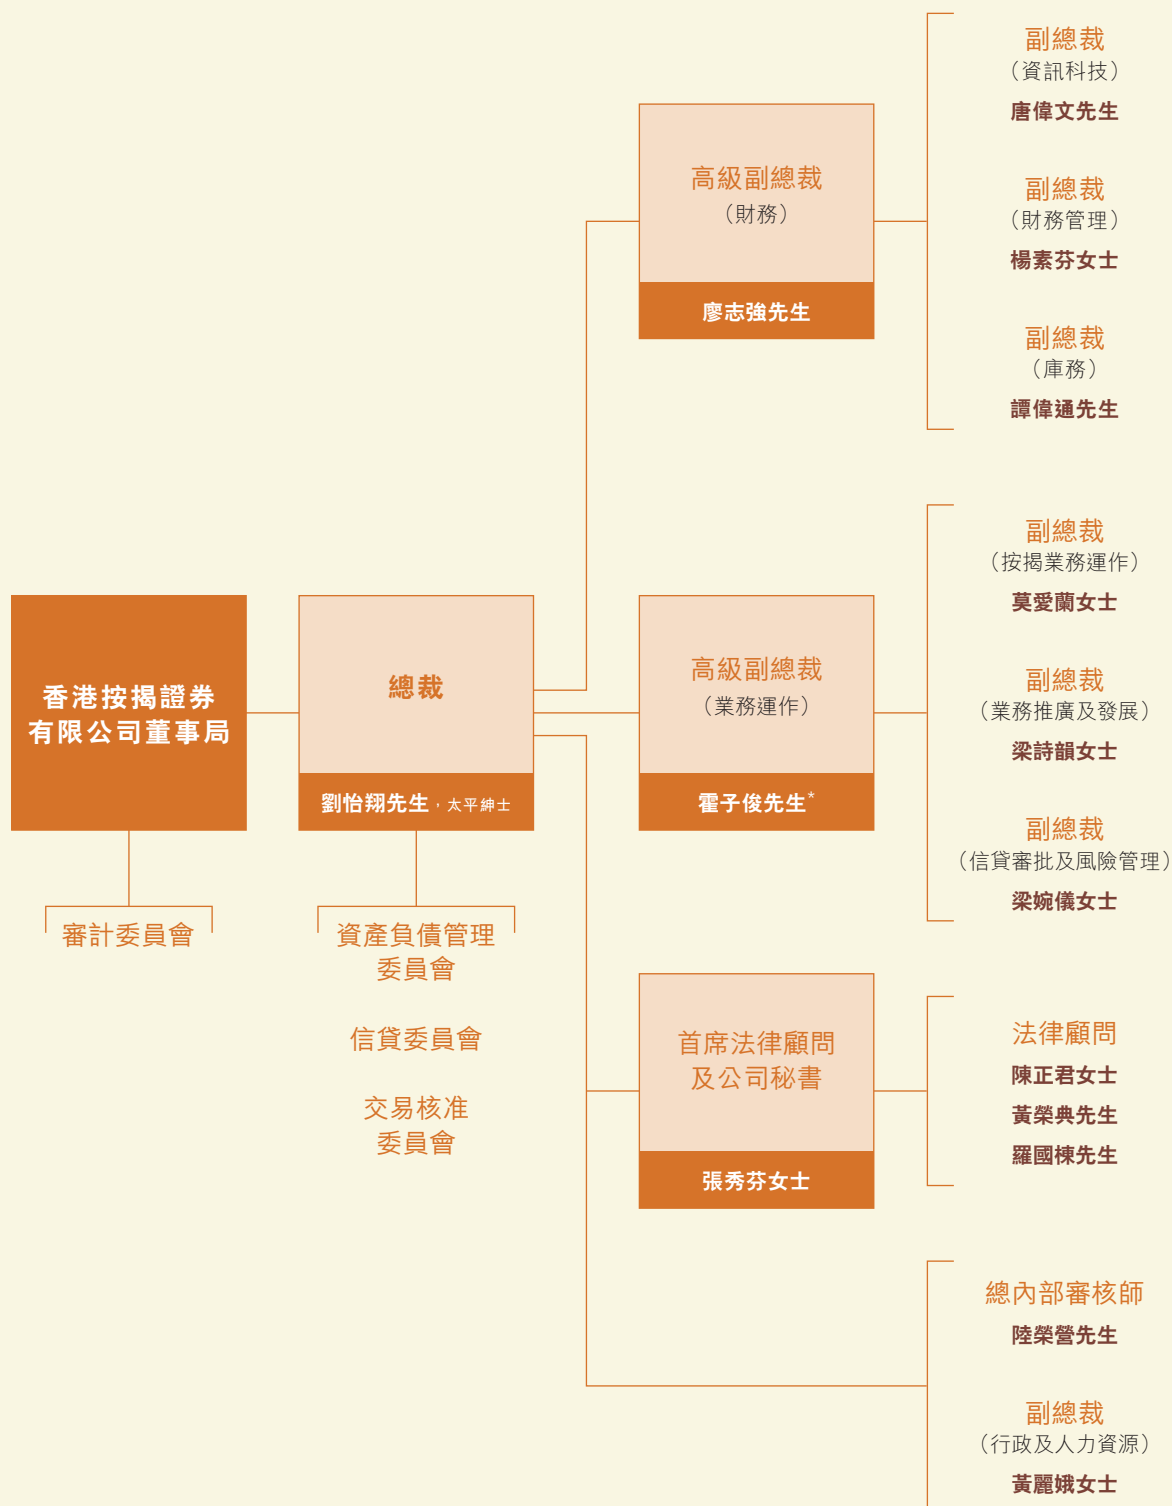 香港按揭證券
有限公司董事局
審計委員會
總裁
劉怡翔先生，太平紳士
資產負債管理
委員會
信貸委員會
交易核准
委員會
高級副總裁
（財務）
廖志強先生
副總裁
（資訊科技）
唐偉文先生
副總裁
（財務管理）
楊素芬女士
副總裁
（庫務）
譚偉通先生
高級副總裁
（業務運作）
霍子俊先生*
副總裁
（按揭業務運作）
莫愛蘭女士
副總裁
（業務推廣及發展）
梁詩韻女士
副總裁
（信貸審批及風險管理）
梁婉儀女士
首席法律顧問
及公司秘書
張秀芬女士
法律顧問
陳正君女士
黃榮典先生
羅國棟先生
總內部審核師
陸榮營先生
副總裁
（行政及人力資源）
黃麗娥女士